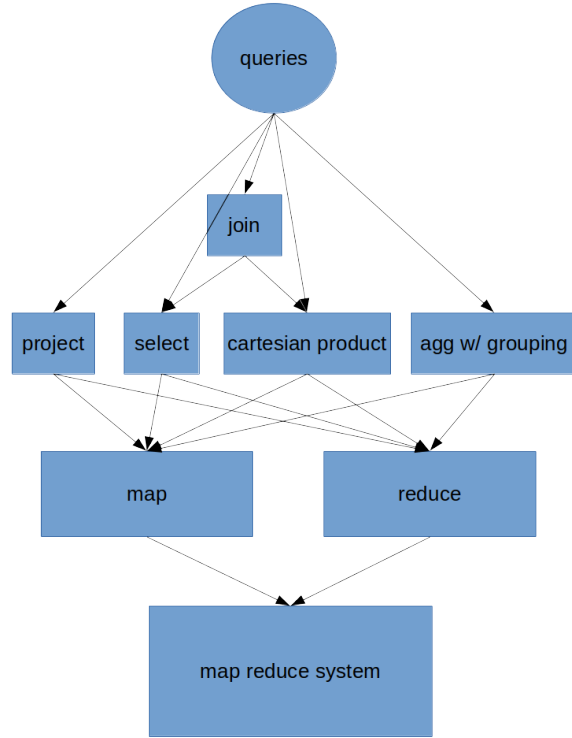 queries
join
project
select
cartesian product
agg w/ grouping
map
reduce
map reduce system